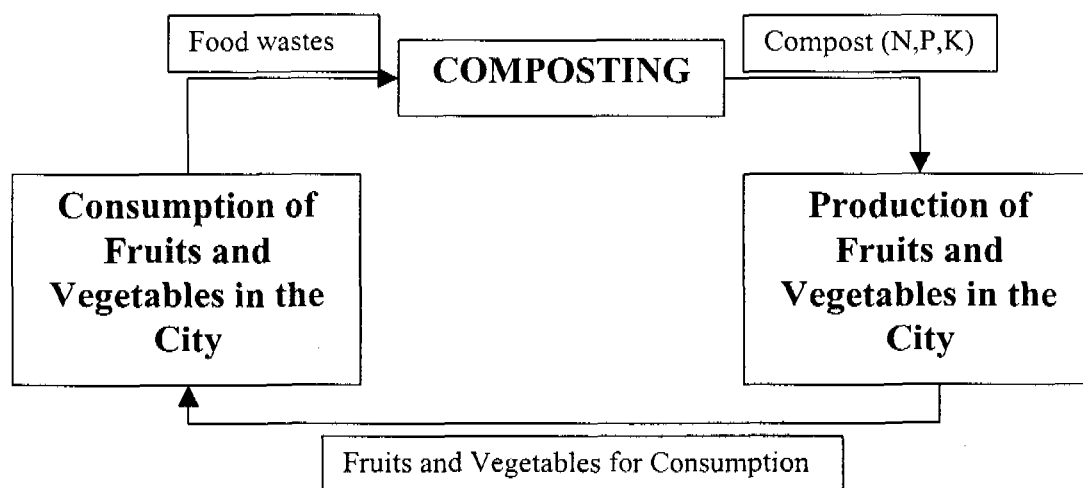 Food wastes
COMPOSTING
Compost (N,P,K)
Consumption of
Fruits and
Vegetables in the
City
Production of
Fruits and
Vegetables in the
City
Fruits and Vegetables for Consumption